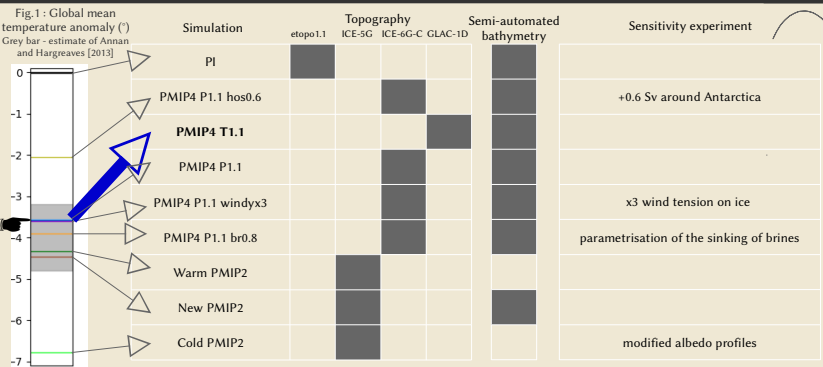 Fig.1 : Global mean
temperature anomaly (°)
Grey bar - estimate of Annan
and Hargreaves [2013]
0
–1
–2
–3
–4
–5
–6
–7
Simulation
Topography
etopo1.1 ICE-5G ICE-6G-C GLAC-1D
Semi-automated
bathymetry
Sensitivity experiment
PI
PMIP4 P1.1 hos0.6 +0.6 Sv around Antarctica
PMIP4 T1.1
PMIP4 P1.1
PMIP4 P1.1 windyx3 x3 wind tension on ice
PMIP4 P1.1 br0.8 parametrisation of the sinking of brines
Warm PMIP2
New PMIP2
Cold PMIP2 modified albedo profiles